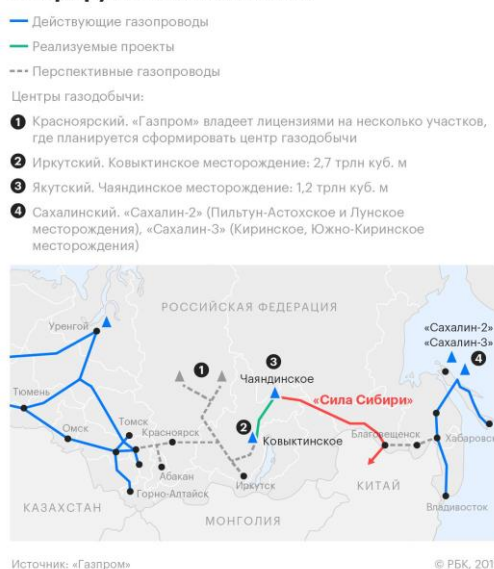 Действующие газопроводы
Реализуемые проекты
Перспективные газопроводы
Центры газодобычи:
1 Красноярский. «Газпром» владеет лицензиями на несколько участков,
где планируется сформировать центр газодобычи
2 Иркутский. Ковыктинское месторождение: 2,7 трлн куб. м
3 Якутский. Чаяндинское месторождение: 1,2 трлн куб. м
4 Сахалинский. «Сахалин-2» (Пильтун-Астохское и Лунское
месторождения), «Сахалин-3» (Киринское, Южно-Киринское
месторождения)
РОССИЙСКАЯ ФЕДЕРАЦИЯ
Уренгой
«Сахалин-2»
«Сахалин-3»
4
1
3
Чаяндинское
Тюмень
«Сила Сибири»
Омск
Томск
Красноярск
2
Ковыктинское
Благовещенск
Хабаровск
Абакан
Горно-Алтайск
Иркутск
КИТАЙ
КАЗАХСТАН
МОНГОЛИЯ
Владивосток
Источник: «Газпром»
© РБК, 201